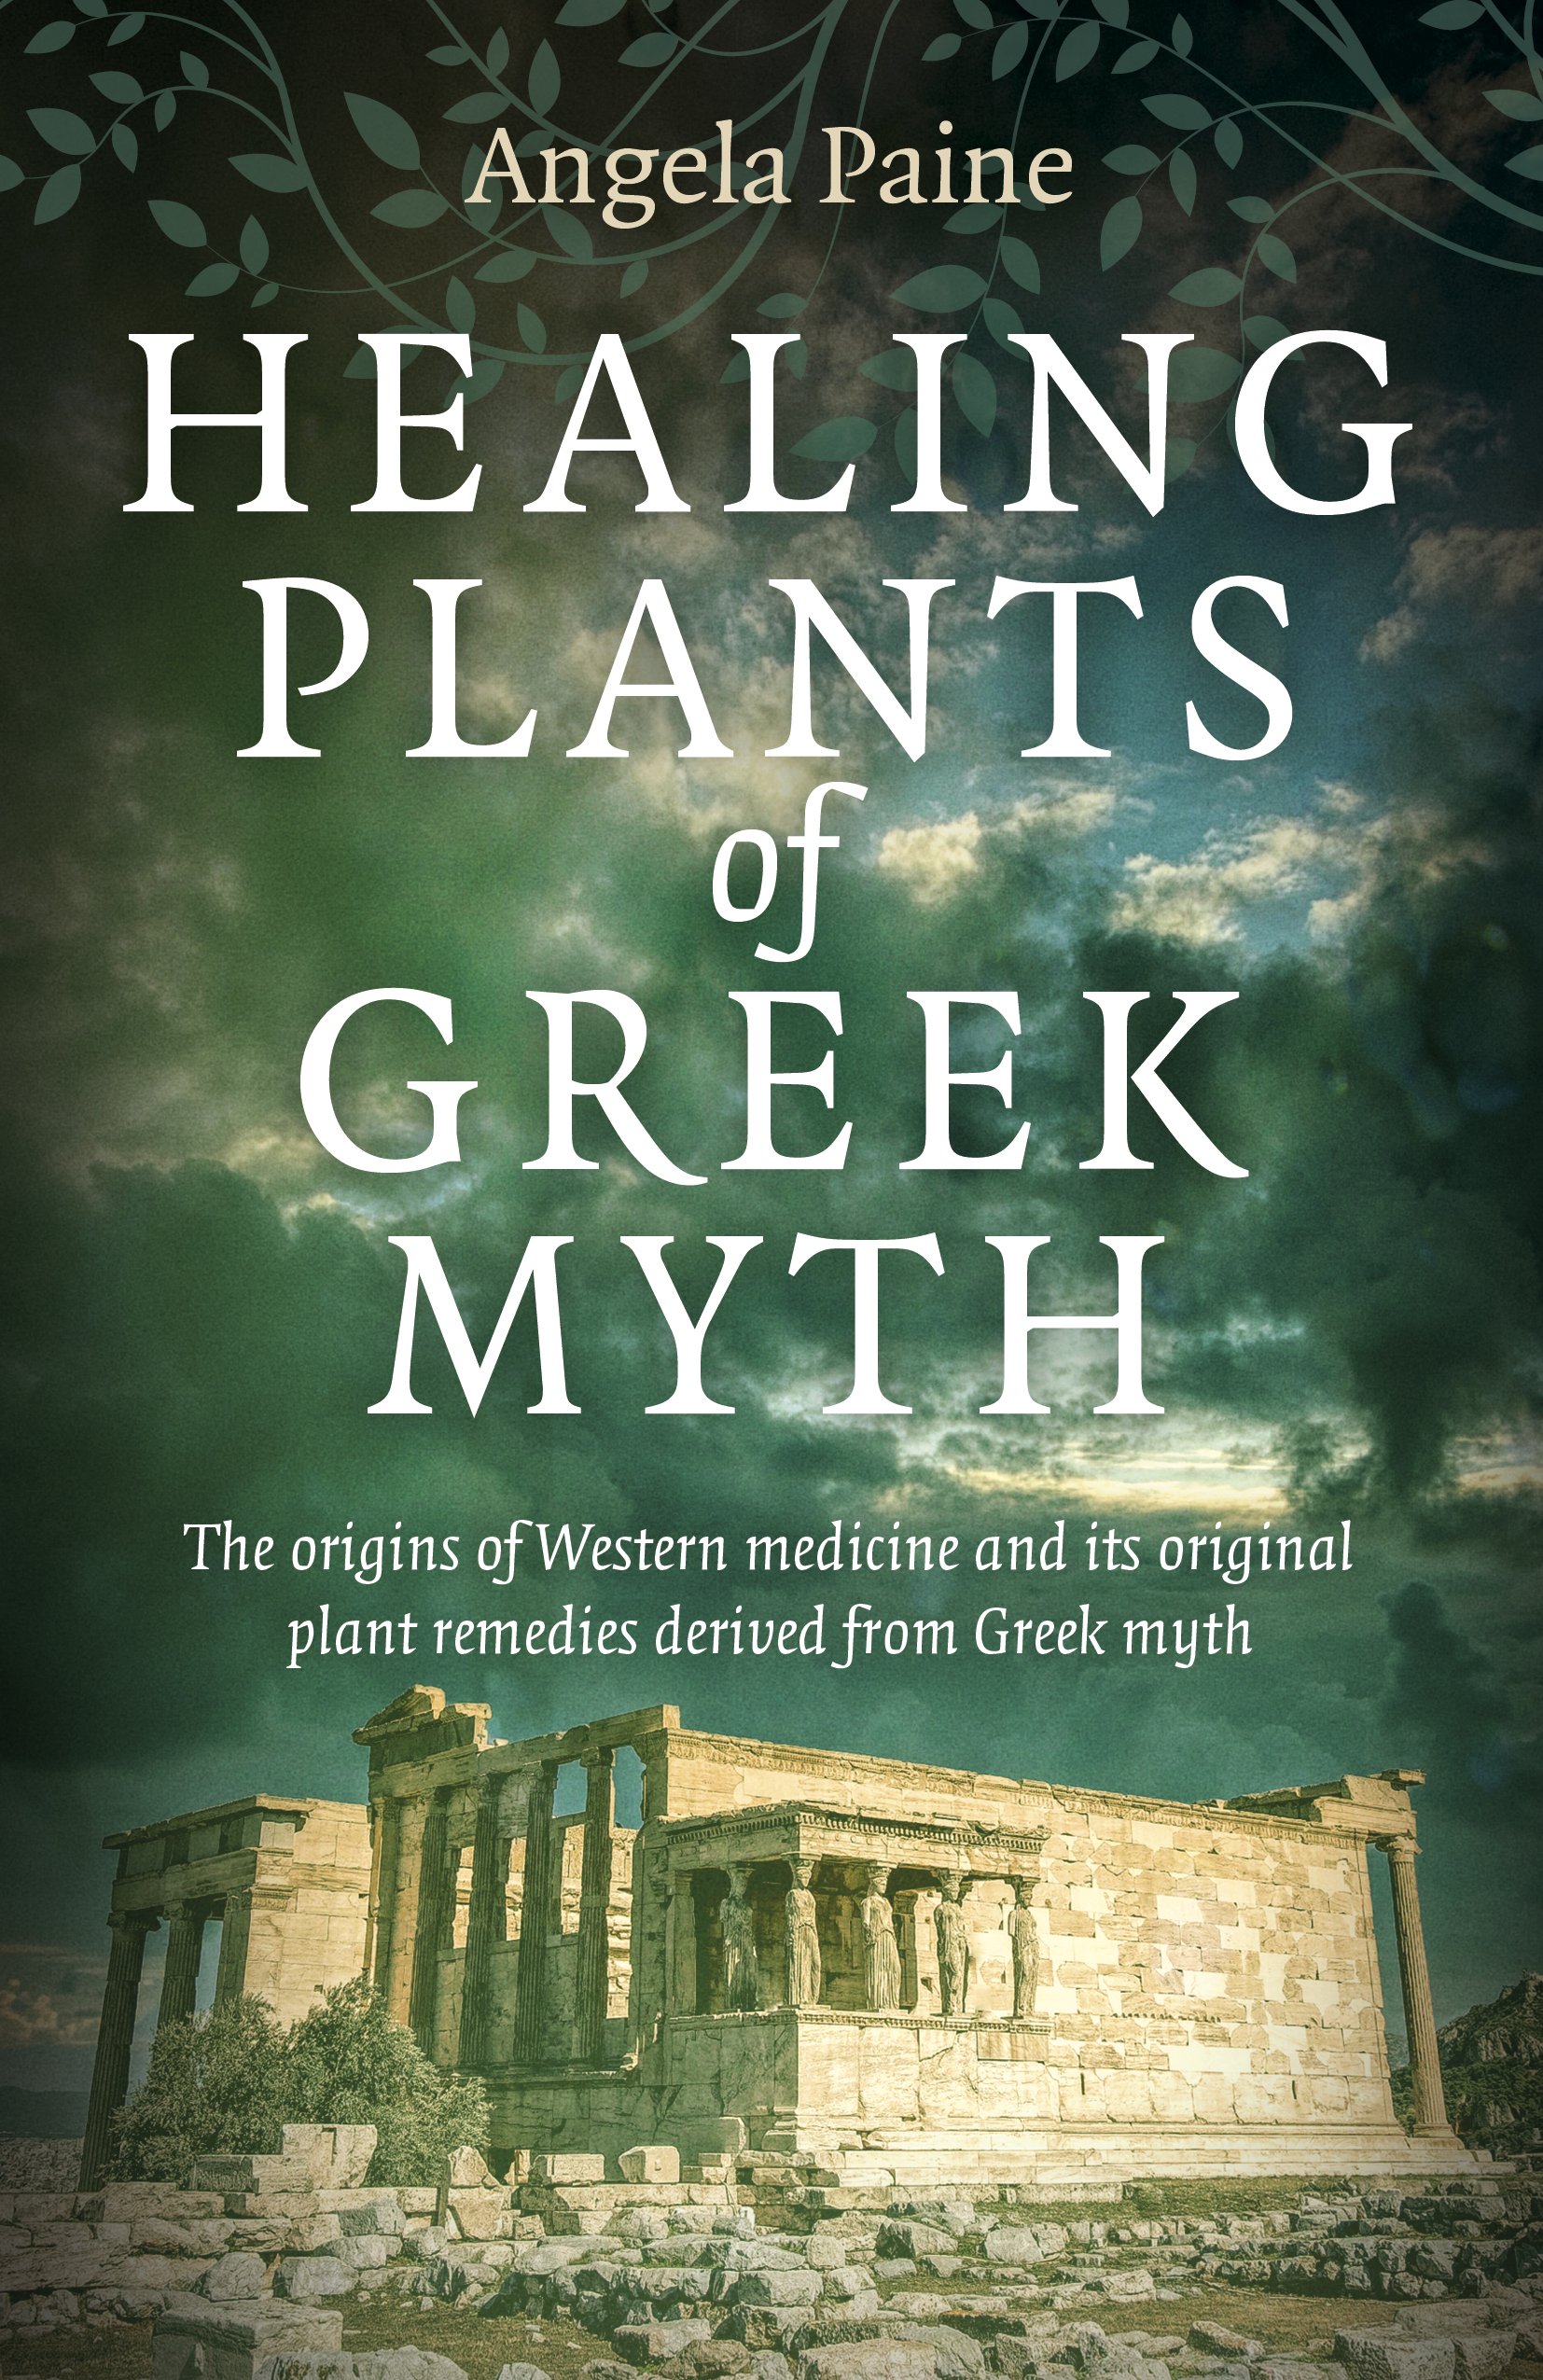 Angela Paine
HEALING
PLANTS
of
GREEK
MYTH
The origins of Western medicine and its original
plant remedies derived from Greek myth